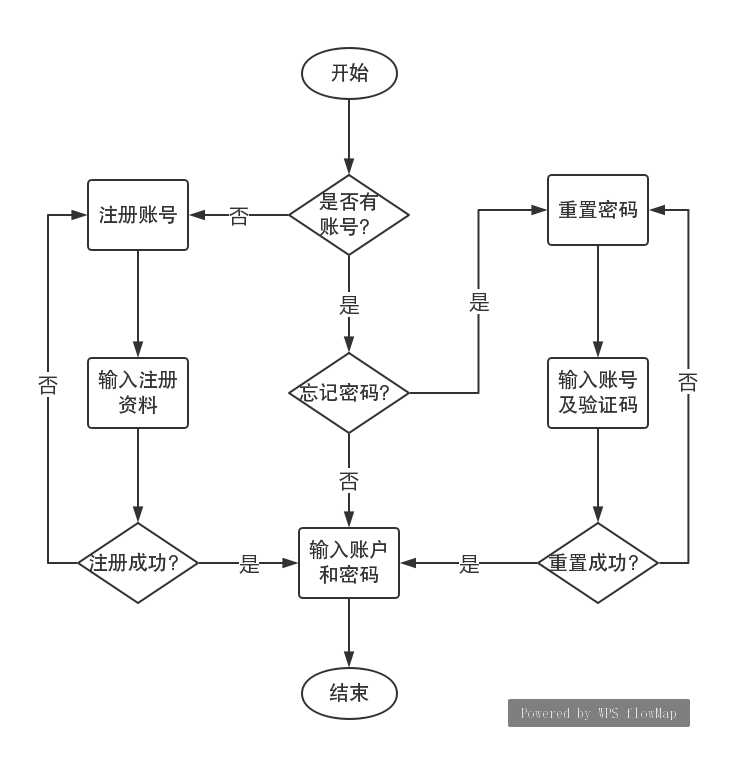 开始
是否有
账号?
否
注册账号
重置密码
是
是
输入注册
资料
忘记密码?
输入账号
及验证码
否
否
否
注册成功?
是
输入账户
和密码
是
重置成功?
结束
Powered by WPS flowMap